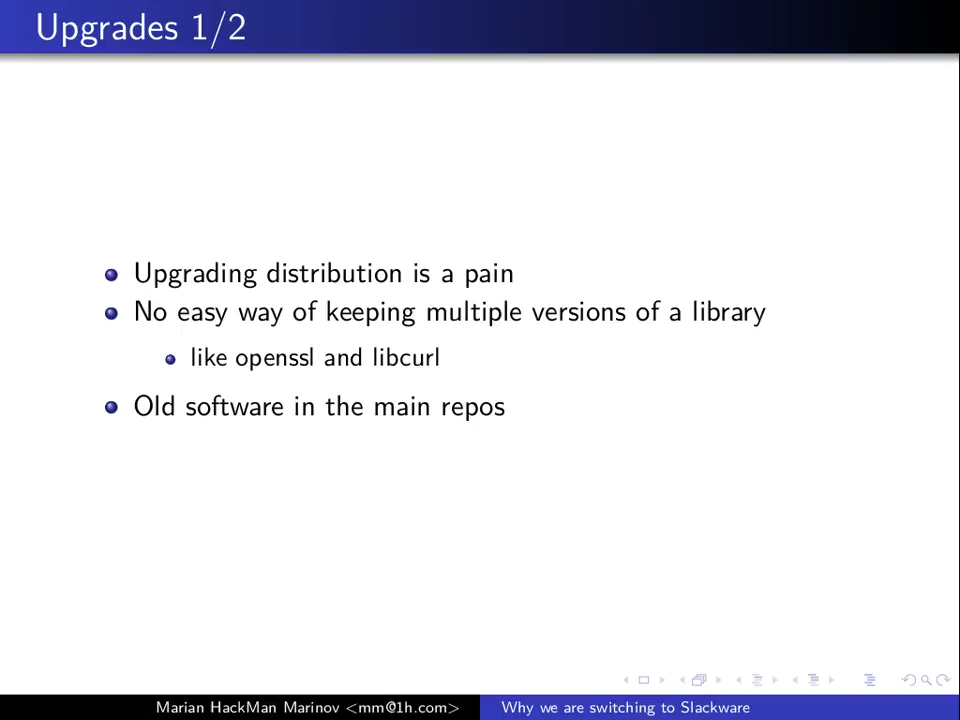 Upgrades 1/2
Upgrading distribution is a pain
No easy way of keeping multiple versions of a library
like openssl and libcurl
Old software in the main repos
Marian HackMan Marinov <mm@1h.com>
Why we are switching to Slackware